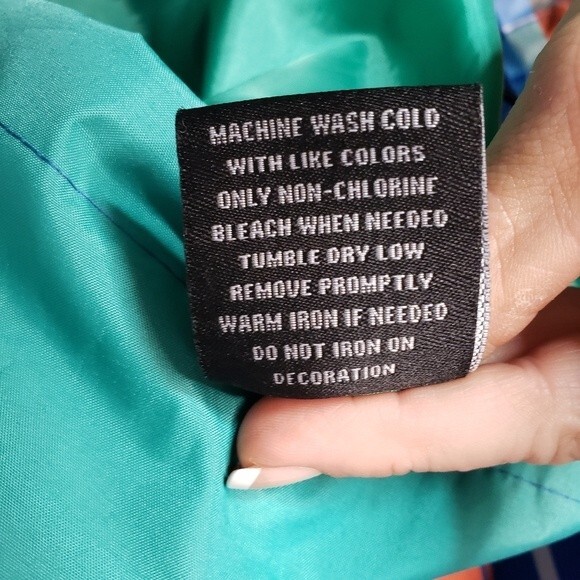 MACHINE WASH COLD
WITH LIKE COLORS
ONLY NON-CHLORINE
BLEACH WHEN NEEDED
TUMBLE DRY LOW
REMOVE PROMPTLY
WARM IRON IF NEEDED
DO NOT IRON ON
DECORATION